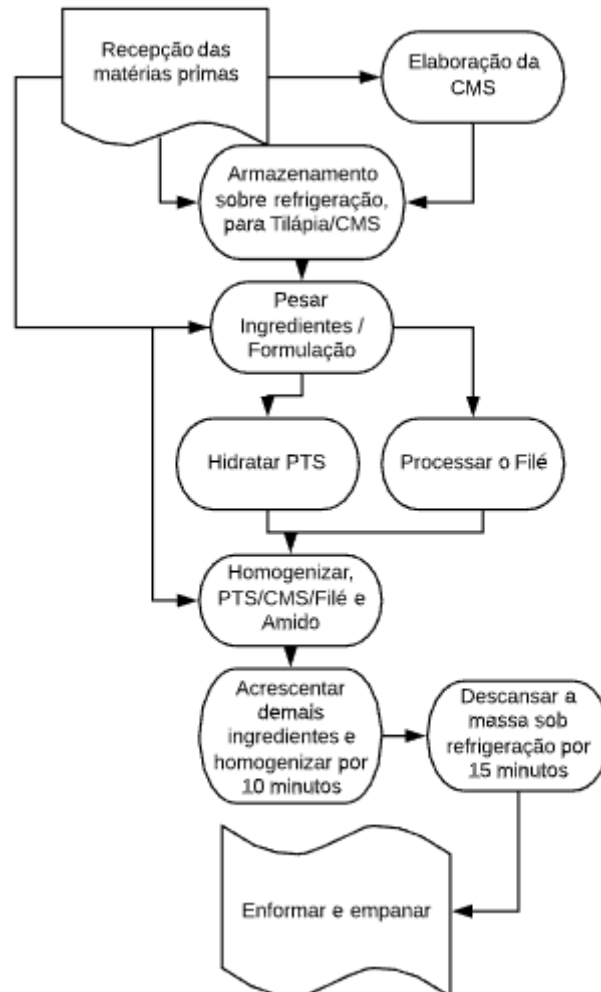 Recepção das
matérias primas
Elaboração da
CMS
Armazenamento
sobre refrigeração,
para Tilápia/CMS
Pesar
Ingredientes /
Formulação
Hidratar PTS
Processar o Filé
Homogenizar,
PTS/CMS/Filé e
Amido
Acrescentar
demais
ingredientes e
homogenizar por
10 minutos
Descansar a
massa sob
refrigeração por
15 minutos
Enformar e empanar